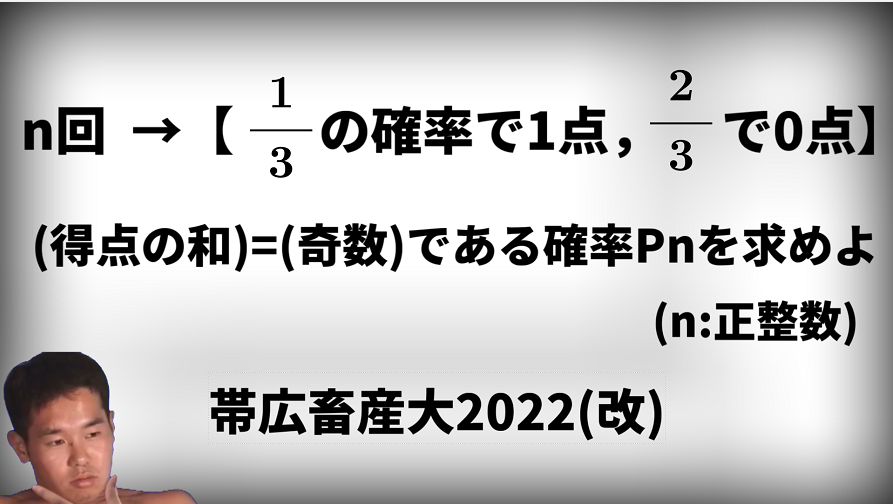 n回 → 【 1/3 の確率で1点, 2/3 で0点】
(得点の和)=(奇数)である確率Pnを求めよ
(n:正整数)
帯広畜産大2022(改)